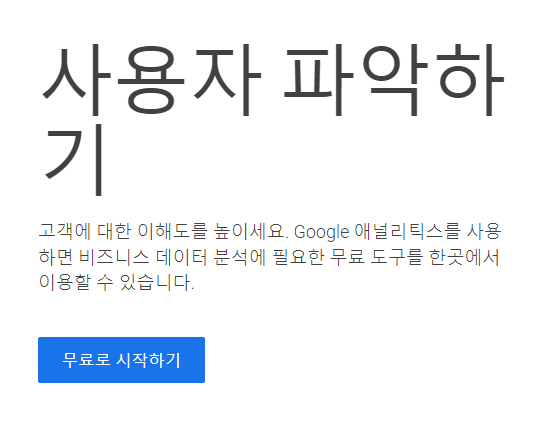 사용자 파악하
기
고객에 대한 이해도를 높이세요. Google 애널리틱스를 사용
하면 비즈니스 데이터 분석에 필요한 무료 도구를 한곳에서
이용할 수 있습니다.
무료로 시작하기